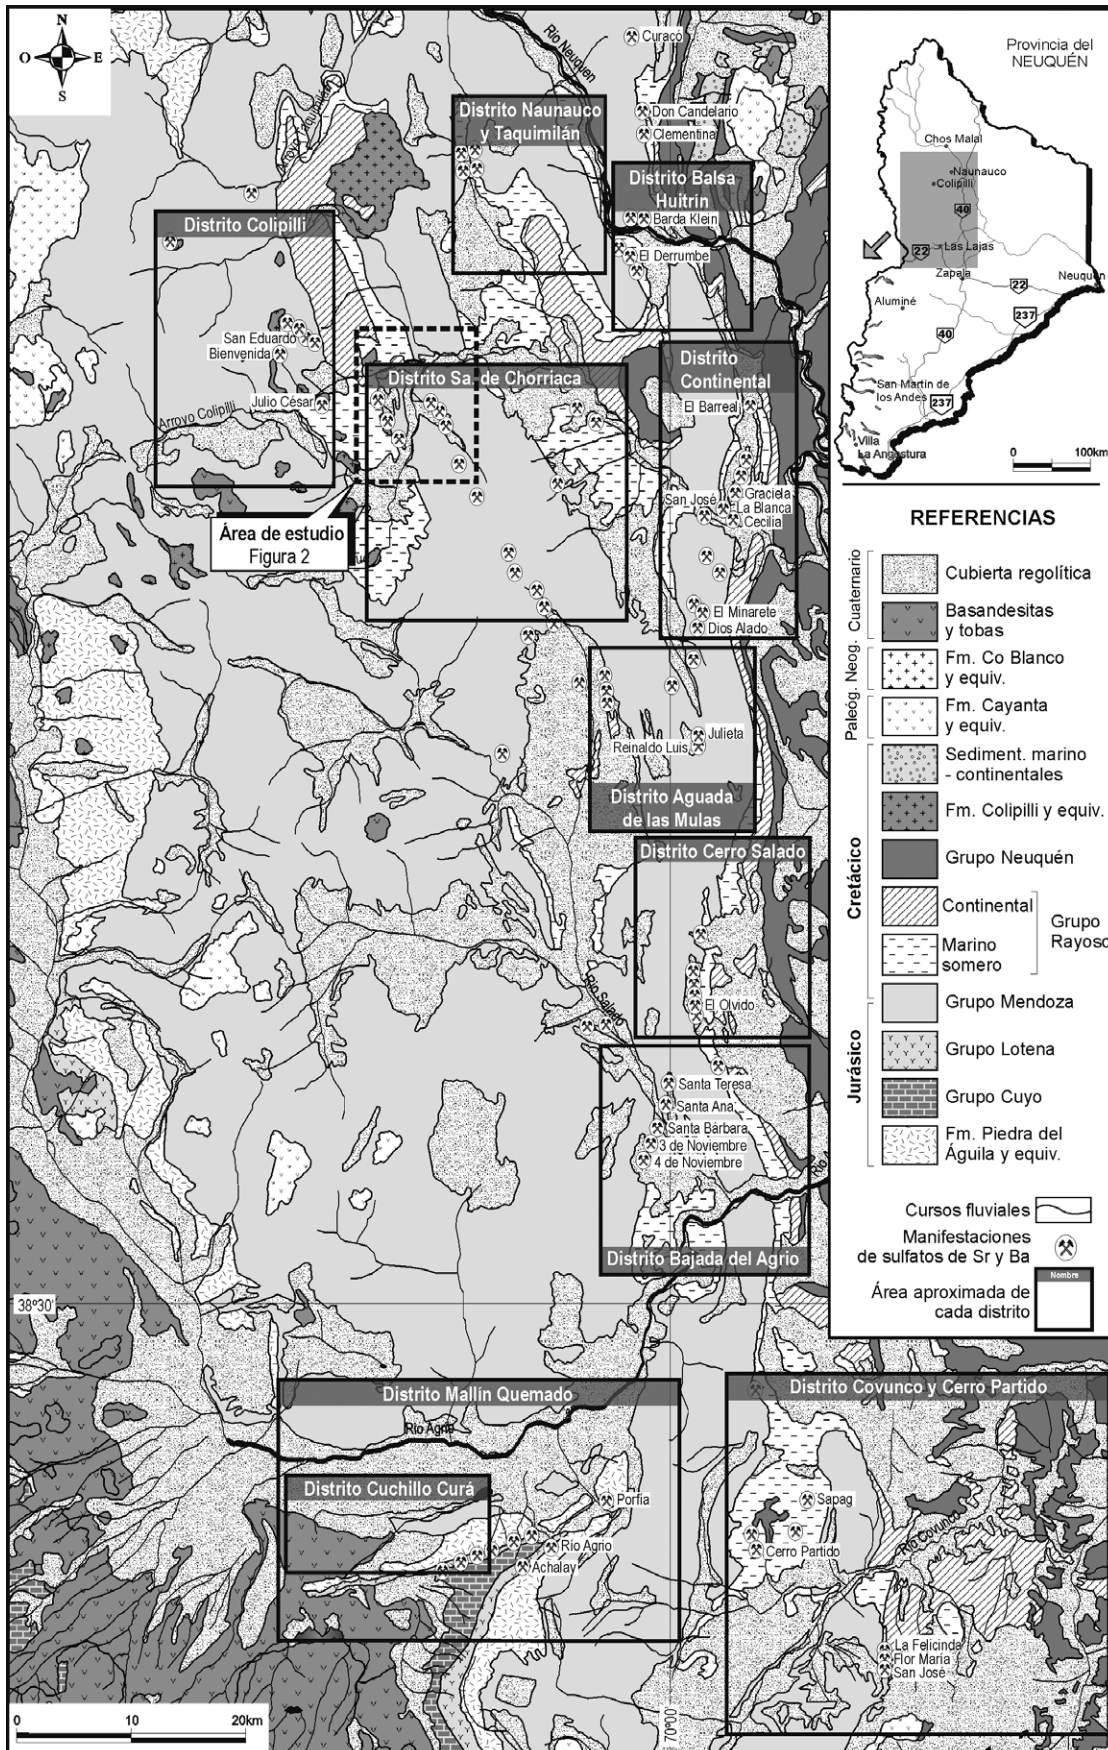 N
O
E
S
Río Neuquen
Curacó
Don Candelario
Clementina
Distrito Naunauco
y Taquimilán
Distrito Balsa
Huitrín
Barda Klein
El Derrumbe
Distrito Colipilli
San Eduardo
Bienvenida
Julio César
Arroyo Colipilli
Distrito Sa. de Chorriaca
Distrito
Continental
El Barreal
Graciela
San José
La Blanca
Cecilia
El Minarete
Dios Alado
Área de estudio
Figura 2
Julieta
Reinaldo Luis
Distrito Aguada
de las Mulas
Distrito Cerro Salado
El Olvido
Río Salado
Santa Teresa
Santa Ana
Santa Bárbara
3 de Noviembre
4 de Noviembre
Distrito Bajada del Agrio
38º30'
Distrito Mallín Quemado
Río Agrio
Distrito Cuchillo Curá
Porfia
Río Agrio
Achalay
Distrito Covunco y Cerro Partido
Sapag
Cerro Partido
Río Covunco
La Felicinda
Flor María
San José
70º00'
0 10 20km
Provincia del
NEUQUÉN
Chos Malal
Naunauco
Colipilli
40
Las Lajas
22
Zapala
Neuquén
22
Aluminé
237
40
San Martín de
los Andes
237
Villa
La Angostura
0 100km
REFERENCIAS
Cuaternario
Neog.
Paleóg.
Cretácico
Jurásico
Cubierta regolítica
Basandesitas
y tobas
Fm. Co Blanco
y equiv.
Fm. Cayanta
y equiv.
Sediment. marino
- continentales
Fm. Colipilli y equiv.
Grupo Neuquén
Continental
Marino
somero
Grupo
Rayoso
Grupo Mendoza
Grupo Lotena
Grupo Cuyo
Fm. Piedra del
Águila y equiv.
Cursos fluviales
Manifestaciones
de sulfatos de Sr y Ba
Nombre
Área aproximada de
cada distrito